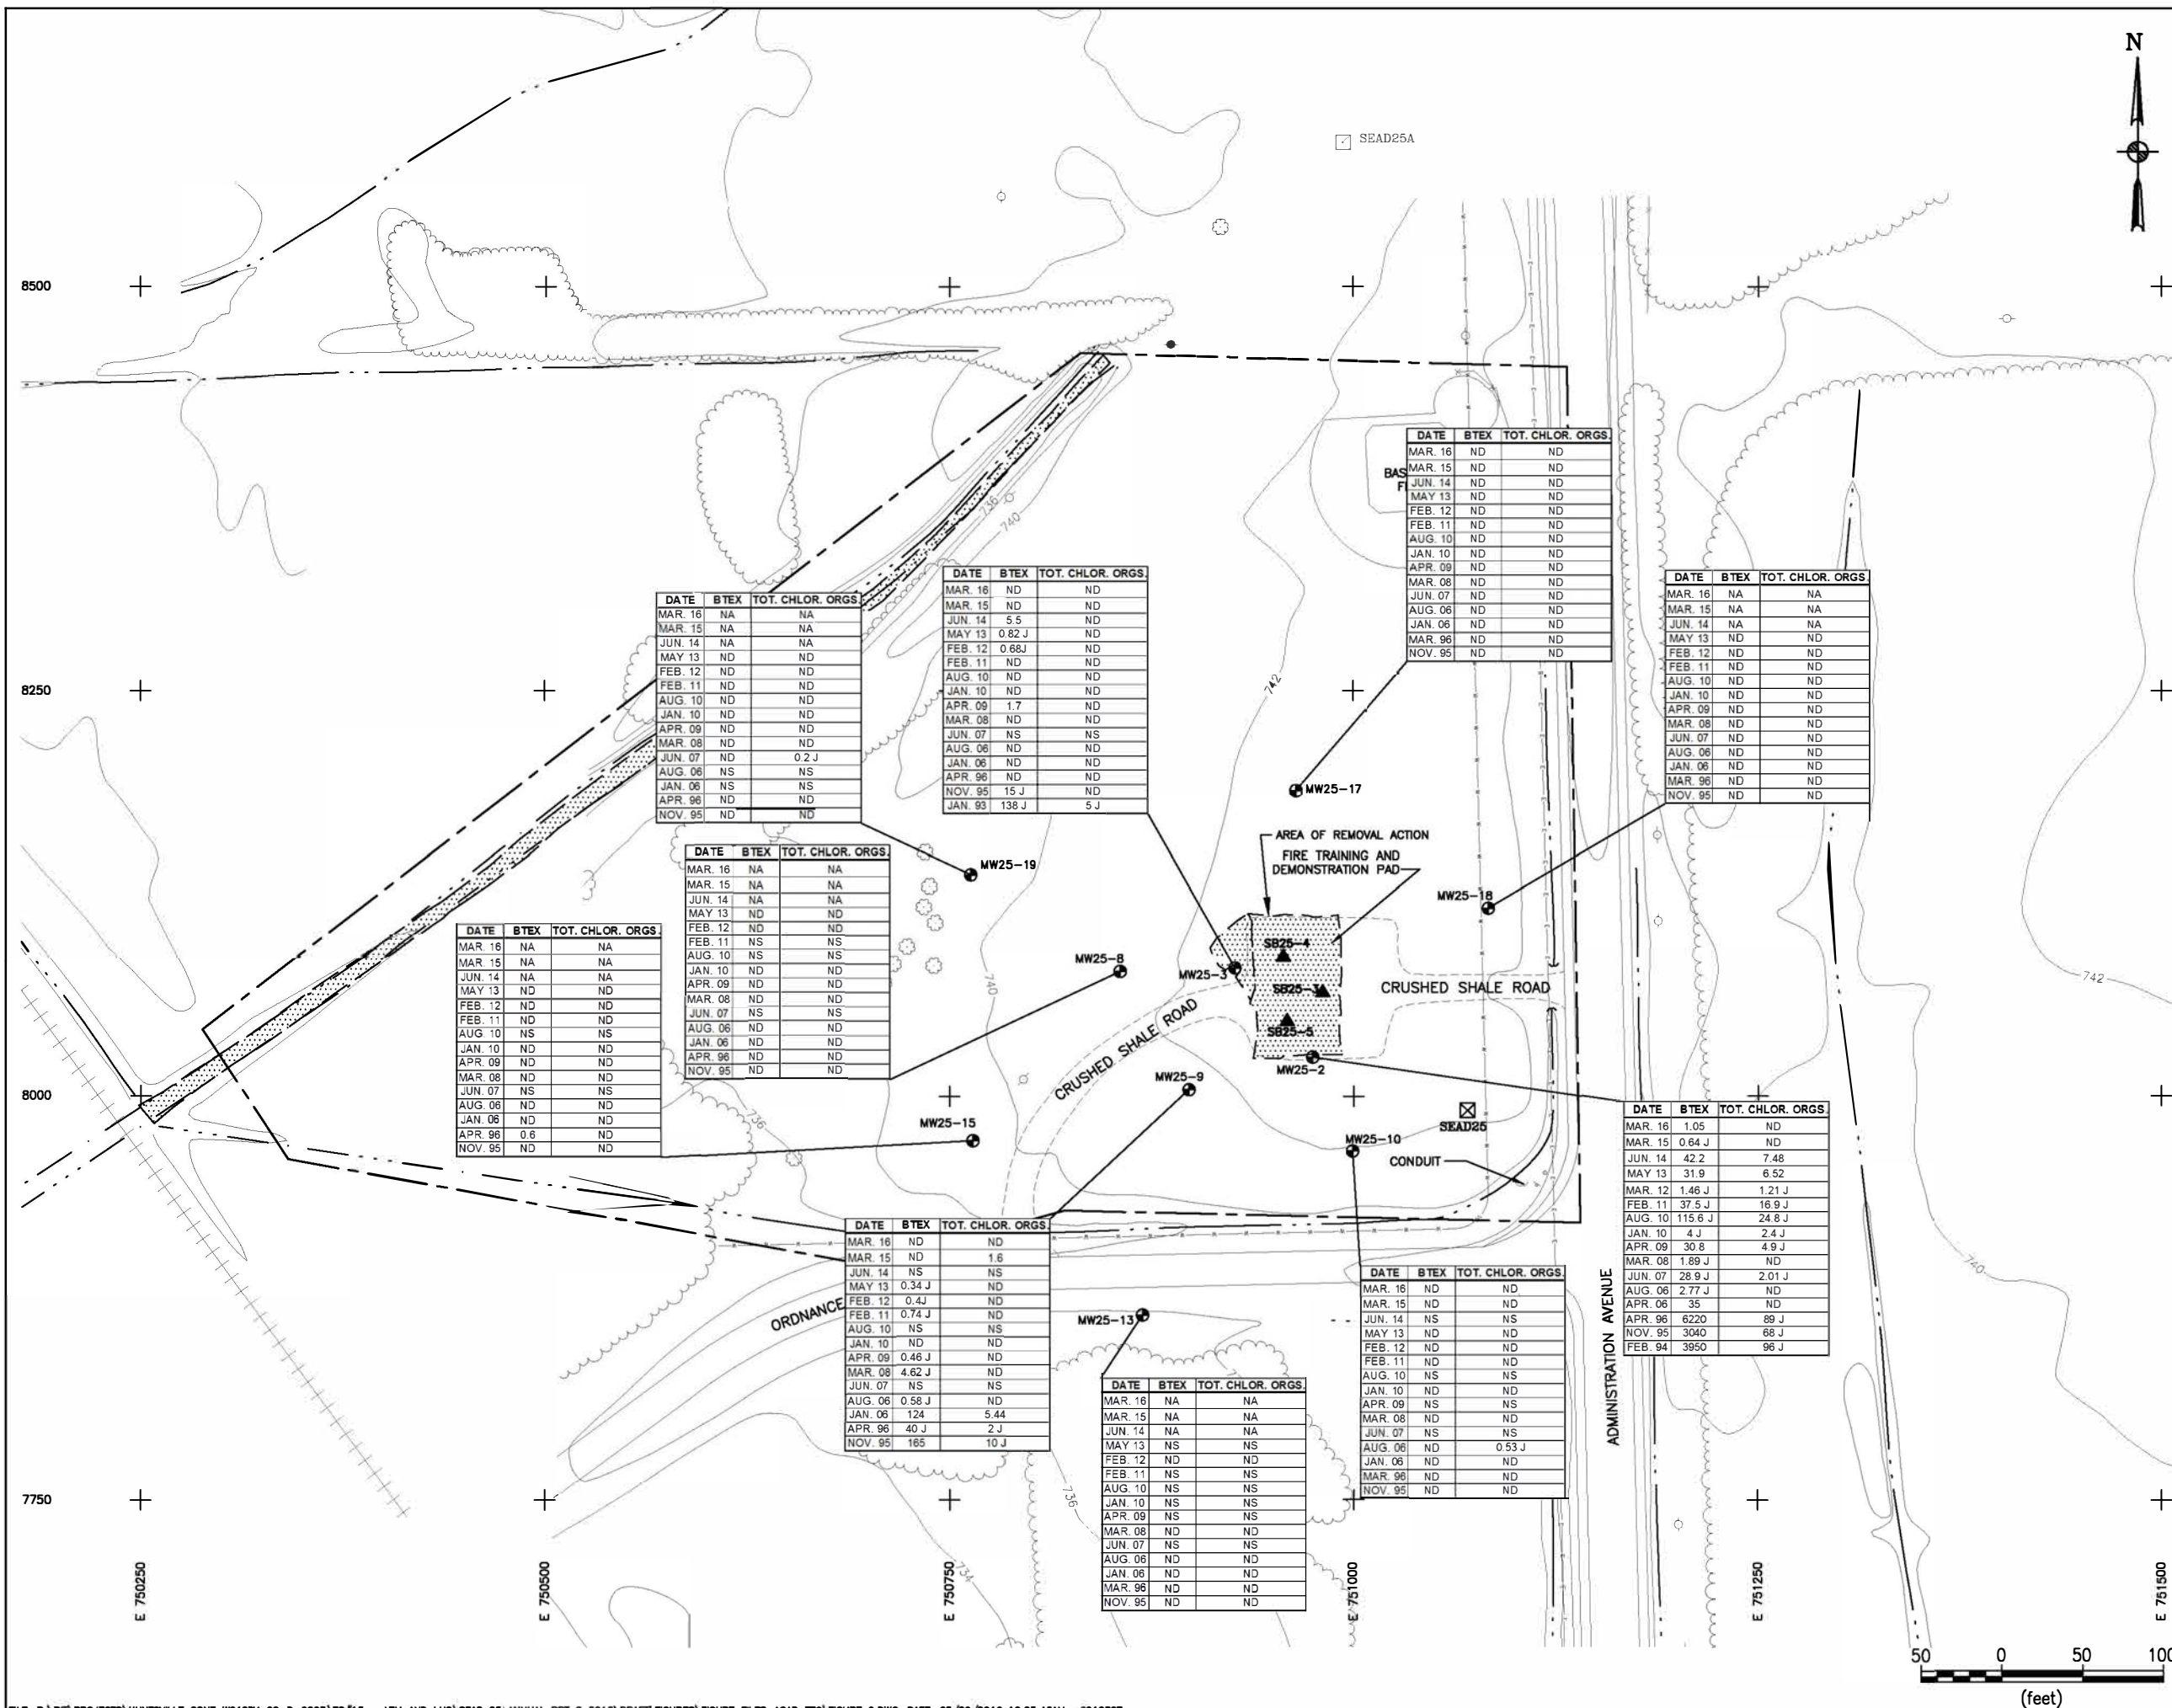 N
SEAD25A
8500
8250
8000
7750
E 750250
E 750500
E 750750
E 751000
E 751250
E 751500
50 0 50 100
(feet)
DATE BTEX TOT. CHLOR. ORGS.
MAR. 16 ND ND
MAR. 15 ND ND
JUN. 14 ND ND
MAY 13 ND ND
FEB. 12 ND ND
FEB. 11 ND ND
AUG. 10 ND ND
JAN. 10 ND ND
APR. 09 ND ND
MAR. 08 ND ND
JUN. 07 ND ND
AUG. 06 ND ND
JAN. 06 ND ND
MAR. 96 ND ND
NOV. 95 ND ND
MW25-17
DATE BTEX TOT. CHLOR. ORGS.
MAR. 16 NA NA
MAR. 15 NA NA
JUN. 14 NA NA
MAY 13 ND ND
FEB. 12 ND ND
FEB. 11 ND ND
AUG. 10 ND ND
JAN. 10 ND ND
APR. 09 ND ND
MAR. 08 ND ND
JUN. 07 ND ND
AUG. 06 ND ND
JAN. 06 ND ND
MAR. 96 ND ND
NOV. 95 ND ND
MW25-18
DATE BTEX TOT. CHLOR. ORGS.
MAR. 16 ND ND
MAR. 15 ND ND
JUN. 14 5.5 ND
MAY 13 0.82 J ND
FEB. 12 0.68J ND
FEB. 11 ND ND
AUG. 10 ND ND
JAN. 10 ND ND
APR. 09 1.7 ND
MAR. 08 ND ND
JUN. 07 NS NS
AUG. 06 ND ND
JAN. 06 ND ND
APR. 96 ND ND
NOV. 95 15 J ND
JAN. 93 138 J 5 J
MW25-3
DATE BTEX TOT. CHLOR. ORGS.
MAR. 16 NA NA
MAR. 15 NA NA
JUN. 14 NA NA
MAY 13 ND ND
FEB. 12 ND ND
FEB. 11 ND ND
AUG. 10 ND ND
JAN. 10 ND ND
APR. 09 ND ND
MAR. 08 ND ND
JUN. 07 ND 0.2 J
AUG. 06 NS NS
JAN. 06 NS NS
APR. 96 ND ND
NOV. 95 ND ND
MW25-19
DATE BTEX TOT. CHLOR. ORGS.
MAR. 16 NA NA
MAR. 15 NA NA
JUN. 14 NA NA
MAY 13 ND ND
FEB. 12 ND ND
FEB. 11 NS NS
AUG. 10 NS NS
JAN. 10 ND ND
APR. 09 ND ND
MAR. 08 ND ND
JUN. 07 NS NS
AUG. 06 ND ND
JAN. 06 ND ND
APR. 96 ND ND
NOV. 95 ND ND
MW25-8
DATE BTEX TOT. CHLOR. ORGS.
MAR. 16 NA NA
MAR. 15 NA NA
JUN. 14 NA NA
MAY 13 ND ND
FEB. 12 ND ND
FEB. 11 ND ND
AUG 10 NS NS
JAN. 10 ND ND
APR. 09 ND ND
MAR. 08 ND ND
JUN. 07 NS NS
AUG. 06 ND ND
JAN. 06 ND ND
APR. 96 0.6 ND
NOV. 95 ND ND
MW25-15
AREA OF REMOVAL ACTION
FIRE TRAINING AND
DEMONSTRATION PAD
SB25-4
SB25-5
MW25-2
CRUSHED SHALE ROAD
CRUSHED SHALE ROAD
MW25-9
MW25-10
SEAD25
CONDUIT
MW25-13
ORDNANCE
ADMINISTRATION AVENUE
736
740
742
740
742
740
736
736
734
DATE BTEX TOT. CHLOR. ORGS.
MAR. 16 1.05 ND
MAR. 15 0.64 J ND
JUN. 14 42.2 7.48
MAY 13 31.9 6.52
MAR. 12 1.46 J 1.21 J
FEB. 11 37.5 J 16.9 J
AUG. 10 115.6 J 24.8 J
JAN. 10 4 J 2.4 J
APR. 09 30.8 4.9 J
MAR. 08 1.89 J ND
JUN. 07 28.9 J 2.01 J
AUG. 06 2.77 J ND
APR. 06 35 ND
APR. 96 6220 89 J
NOV. 95 3040 68 J
FEB. 94 3950 96 J
DATE BTEX TOT. CHLOR. ORGS.
MAR. 16 ND ND
MAR. 15 ND 1.6
JUN. 14 NS NS
MAY 13 0.34 J ND
FEB. 12 0.4J ND
FEB. 11 0.74 J ND
AUG. 10 NS NS
JAN. 10 ND ND
APR. 09 0.46 J ND
MAR. 08 4.62 J ND
JUN. 07 NS NS
AUG. 06 0.58 J ND
JAN. 06 124 5.44
APR. 96 40 J 2 J
NOV. 95 165 10 J
DATE BTEX TOT. CHLOR. ORGS.
MAR. 16 ND ND
MAR. 15 ND ND
JUN. 14 NS NS
MAY 13 ND ND
FEB. 12 ND ND
FEB. 11 ND ND
AUG. 10 NS NS
JAN. 10 ND ND
APR. 09 NS NS
MAR. 08 ND ND
JUN. 07 NS NS
AUG. 06 ND 0.53 J
JAN. 06 ND ND
MAR. 96 ND ND
NOV. 95 ND ND
DATE BTEX TOT. CHLOR. ORGS.
MAR. 16 NA NA
MAR. 15 NA NA
JUN. 14 NA NA
MAY 13 NS NS
FEB. 12 ND ND
FEB. 11 NS NS
AUG. 10 NS NS
JAN. 10 NS NS
APR. 09 NS NS
MAR. 08 ND ND
JUN. 07 NS NS
AUG. 06 ND ND
JAN. 06 ND ND
MAR. 96 ND ND
NOV. 95 ND ND